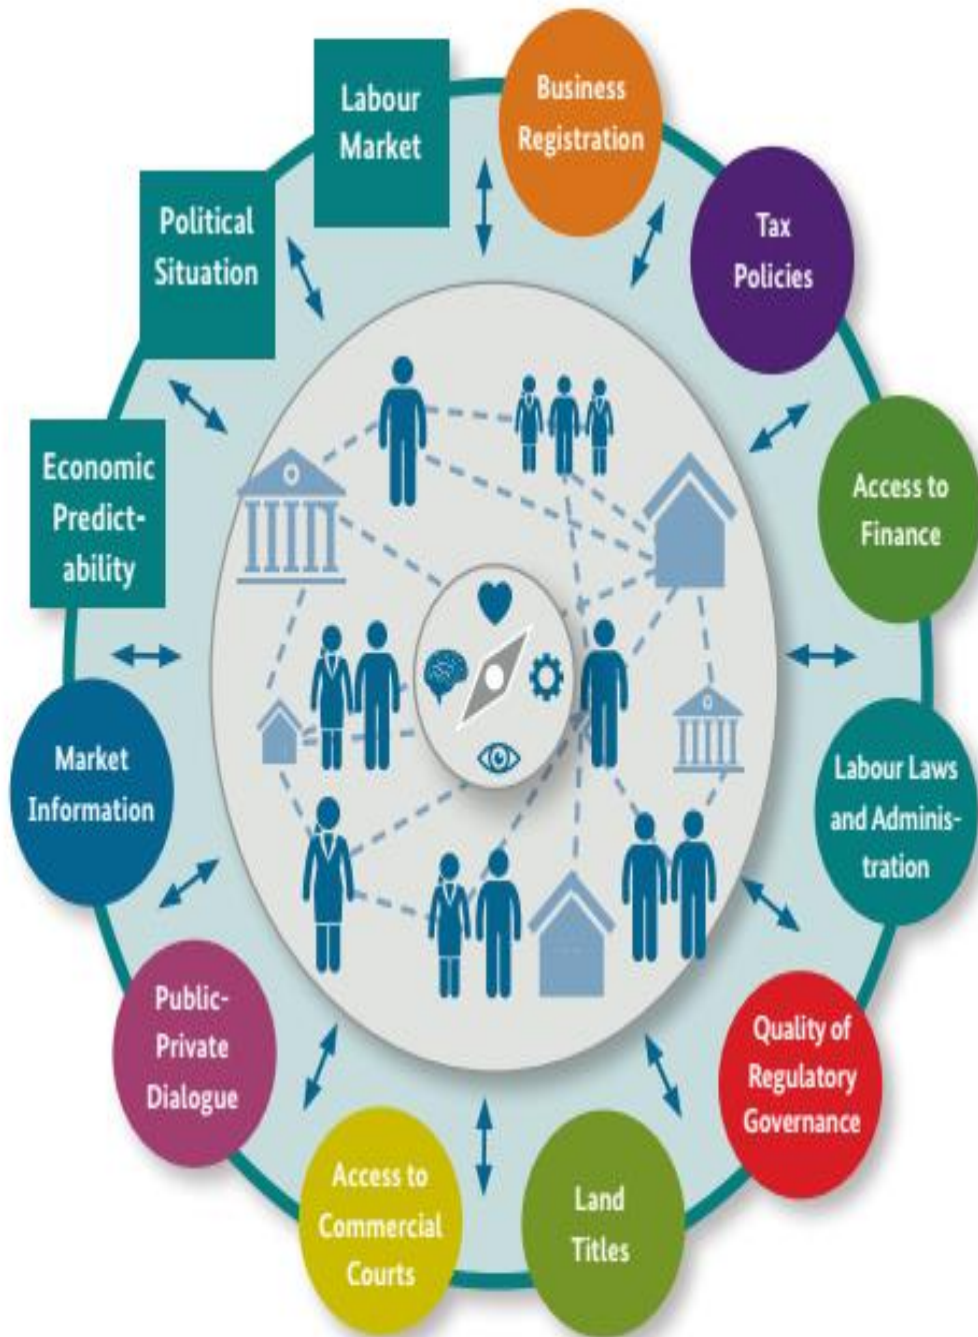 Labour
Market
Business
Registration
Tax
Policies
Access to
Finance
Labour Laws
and Adminis-
tration
Quality of
Regulatory
Governance
Land
Titles
Access to
Commercial
Courts
Public-
Private
Dialogue
Market
Information
Economic
Predict-
ability
Political
Situation